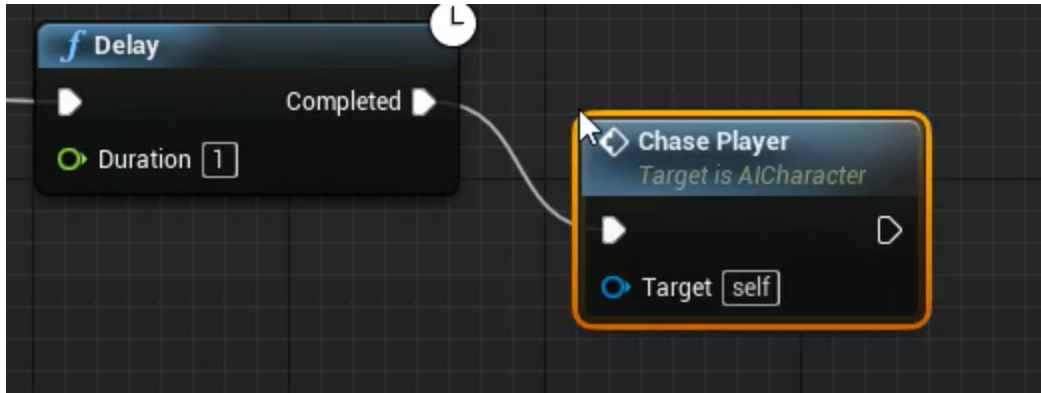 f Delay
Completed
Duration 1
Chase Player
Target is AICharacter
Target self